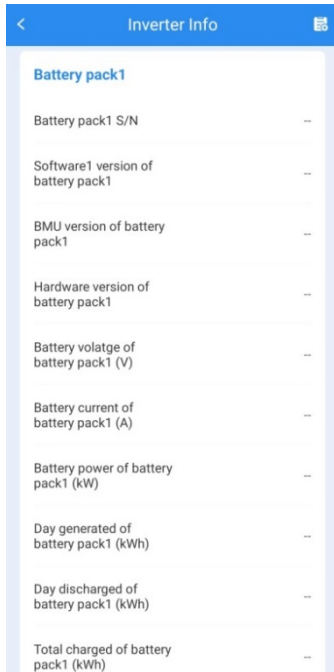 Inverter Info
Battery pack1
Battery pack1 S/N --
Software1 version of
battery pack1 --
BMU version of battery
pack1 --
Hardware version of
battery pack1 --
Battery volatge of
battery pack1 (V) --
Battery current of
battery pack1 (A) --
Battery power of battery
pack1 (kW) --
Day generated of
battery pack1 (kWh) --
Day discharged of
battery pack1 (kWh) --
Total charged of battery
pack1 (kWh) --